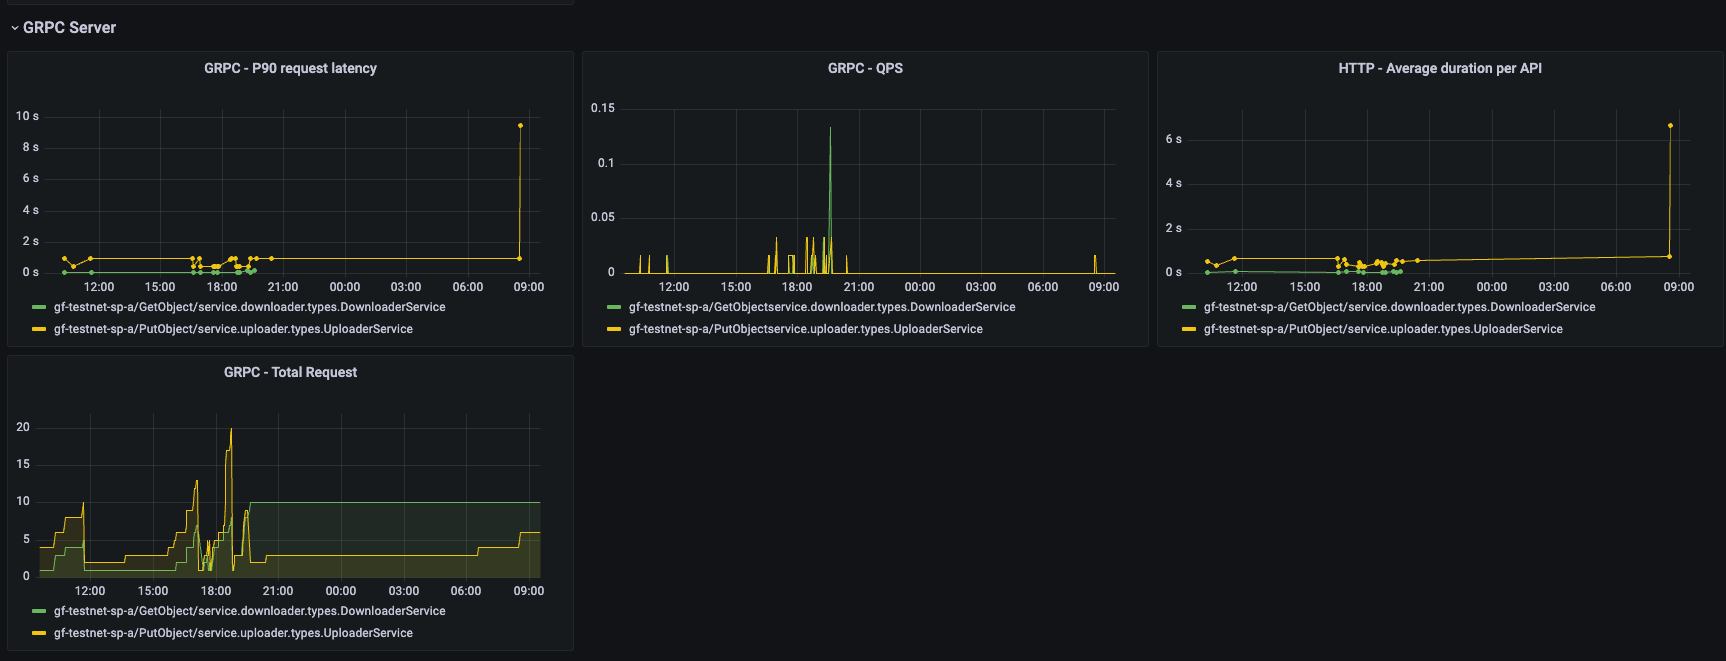 GRPC Server
GRPC - P90 request latency
10 s
8 s
6 s
4 s
2 s
0 s
12:00 15:00 18:00 21:00 00:00 03:00 06:00 09:00
gf-testnet-sp-a/GetObject/service.downloader.types.DownloaderService
gf-testnet-sp-a/PutObject/service.uploader.types.UploaderService
GRPC - QPS
0.15
0.1
0.05
0
12:00 15:00 18:00 21:00 00:00 03:00 06:00 09:00
gf-testnet-sp-a/GetObjectservice.downloader.types.DownloaderService
gf-testnet-sp-a/PutObjectservice.uploader.types.UploaderService
HTTP - Average duration per API
6 s
4 s
2 s
0 s
12:00 15:00 18:00 21:00 00:00 03:00 06:00 09:00
gf-testnet-sp-a/GetObject/service.downloader.types.DownloaderService
gf-testnet-sp-a/PutObject/service.uploader.types.UploaderService
GRPC - Total Request
20
15
10
5
0
12:00 15:00 18:00 21:00 00:00 03:00 06:00 09:00
gf-testnet-sp-a/GetObject/service.downloader.types.DownloaderService
gf-testnet-sp-a/PutObject/service.uploader.types.UploaderService